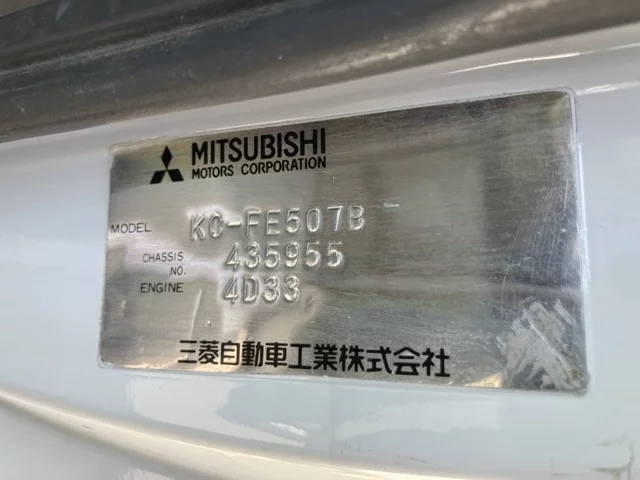 MITSUBISHI
MOTORS CORPORATION
MODEL KC-FE507B
CHASSIS NO. 435955
ENGINE 4D33
三菱自動車工業株式会社